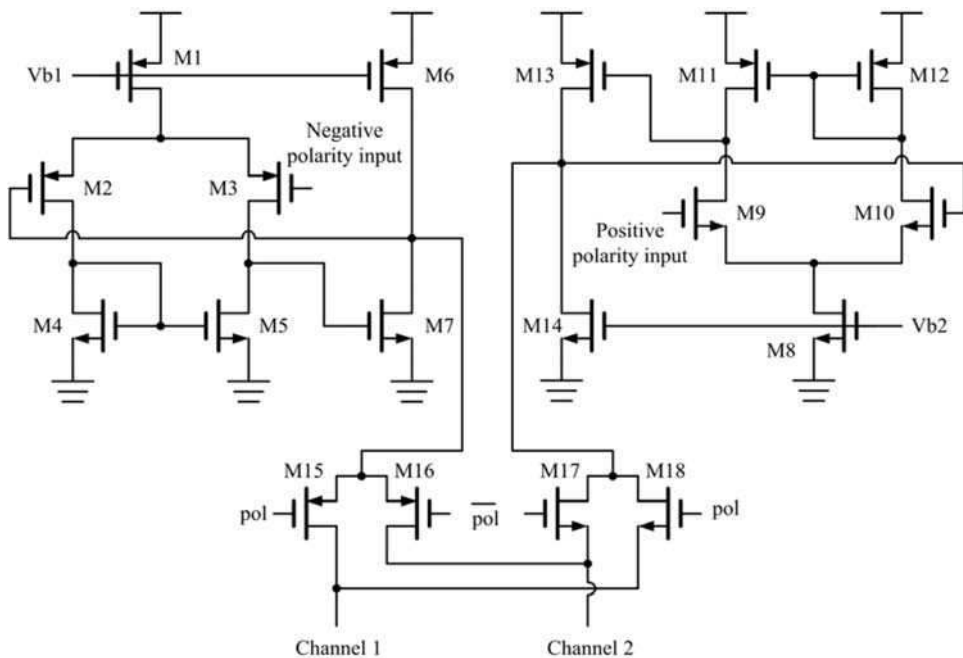 M1
Vb1
M6
M13
M11
M12
Negative
polarity input
M2
M3
M9
M10
Positive
polarity input
M4
M5
M7
M14
M8
Vb2
M15
M16
M17
M18
pol
pol
pol
Channel 1
Channel 2